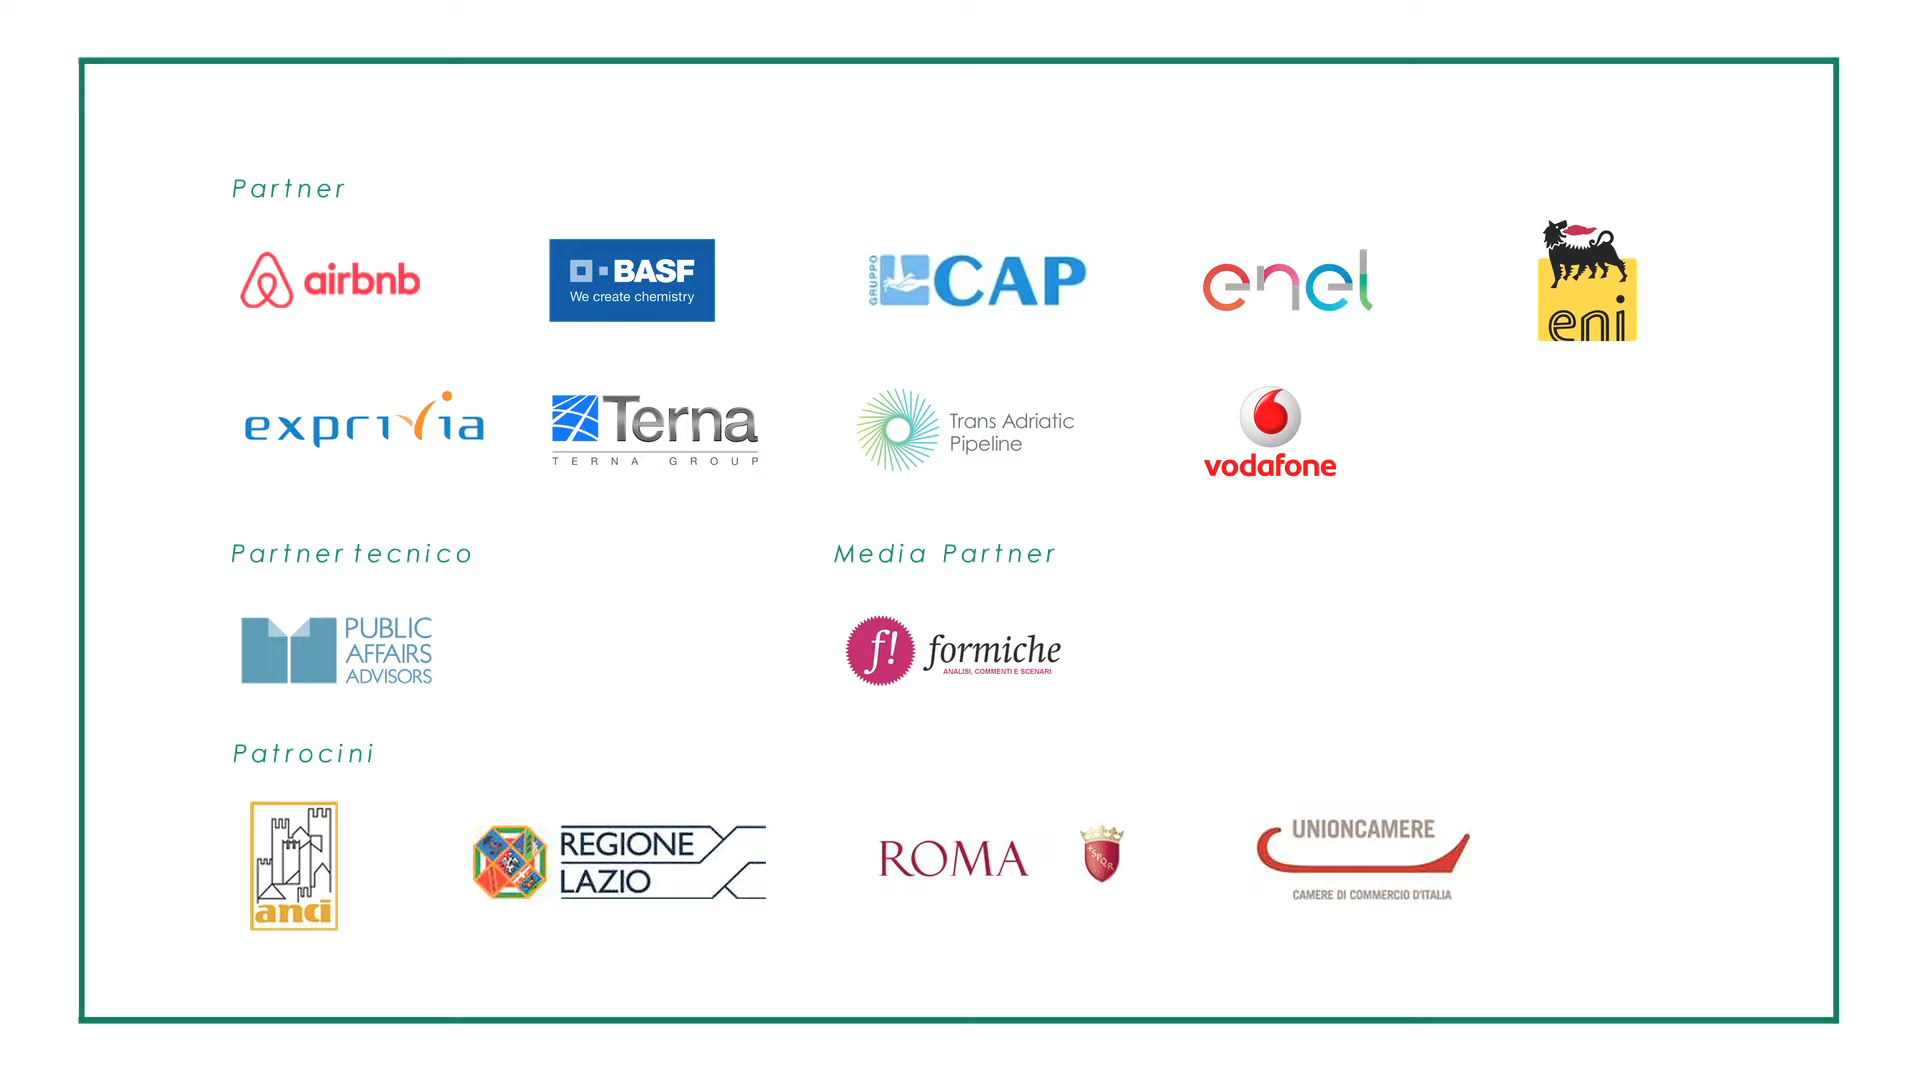 Partner
airbnb
BASF
We create chemistry
GRUPPO CAP
enel
eni
exprivia
Terna
TERNA GROUP
Trans Adriatic
Pipeline
vodafone
Partner tecnico
Media Partner
PUBLIC
AFFAIRS
ADVISORS
f! formiche
ANALISI, COMMENTI E SCENARI
Patrocini
anci
REGIONE
LAZIO
ROMA
SPQR
UNIONCAMERE
CAMERE DI COMMERCIO D'ITALIA